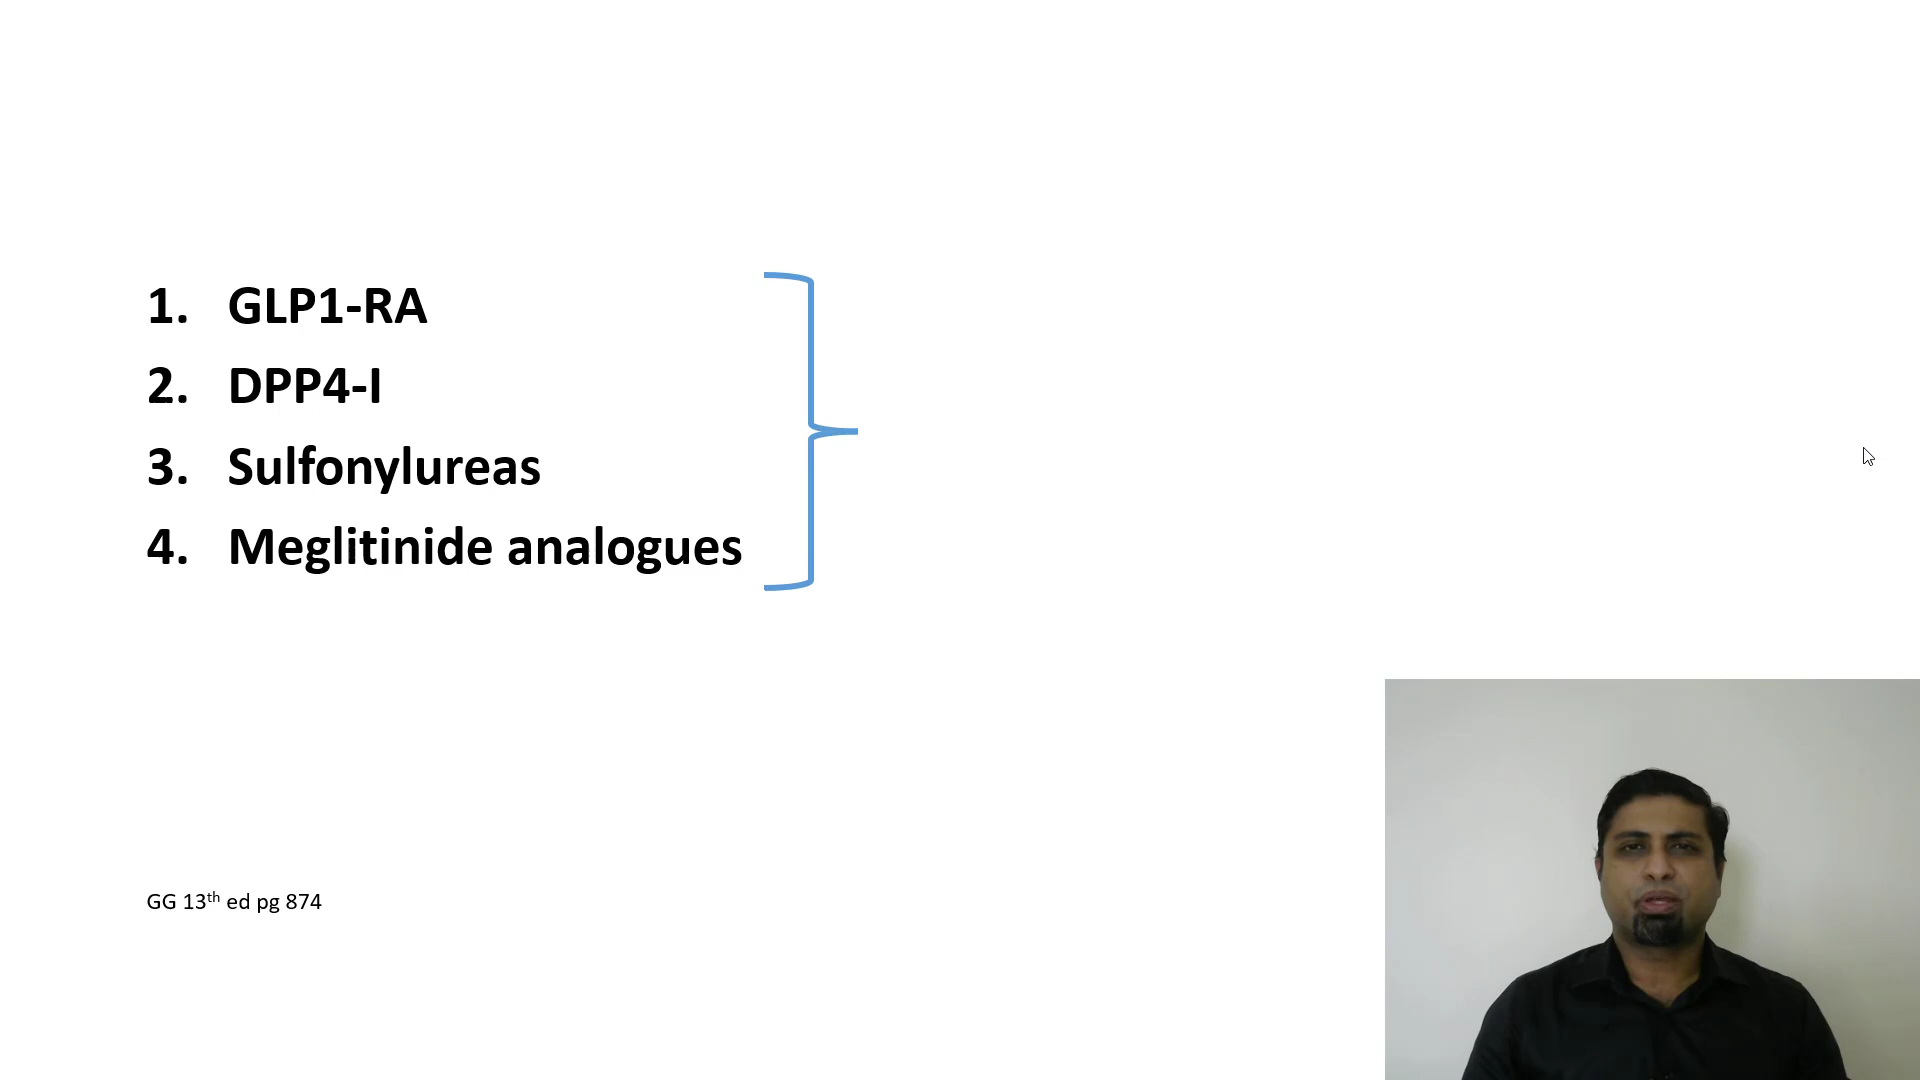 1. GLP1-RA
2. DPP4-I
3. Sulfonylureas
4. Meglitinide analogues
GG 13th ed pg 874